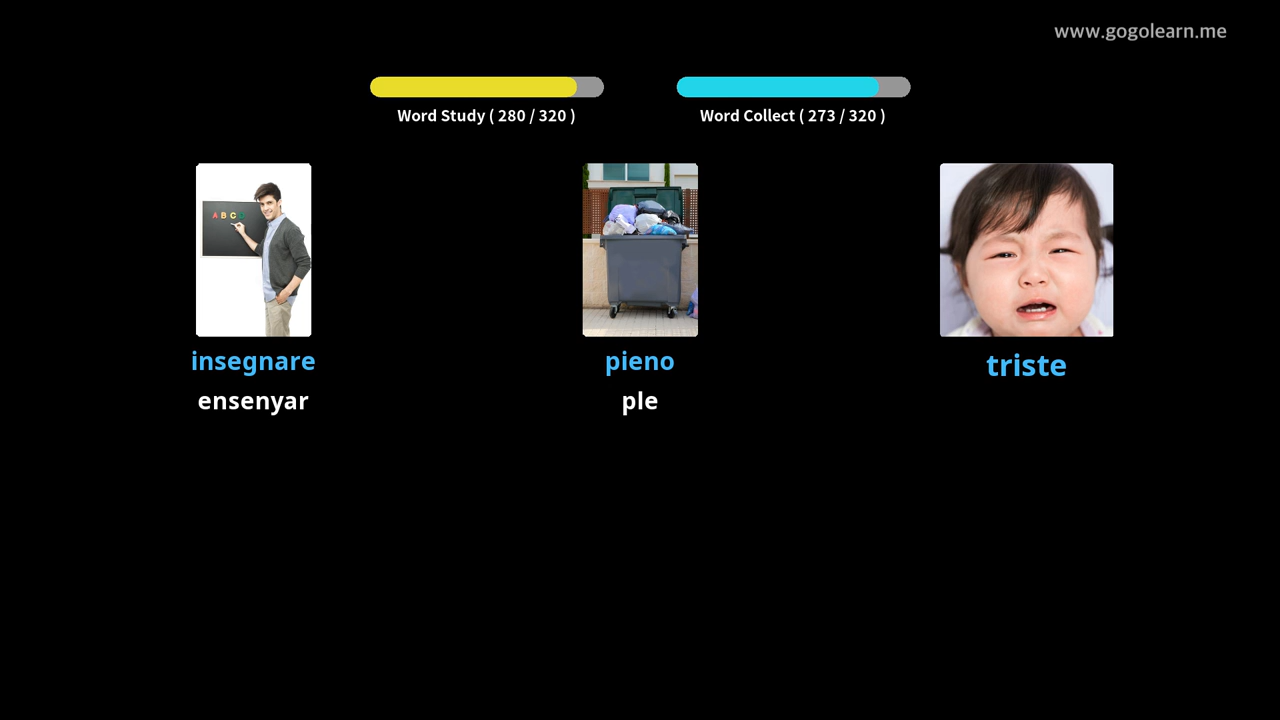 www.gogolearn.me
Word Study ( 280 / 320 )
Word Collect ( 273 / 320 )
A B C D
insegnare
pieno
triste
ensenyar
ple